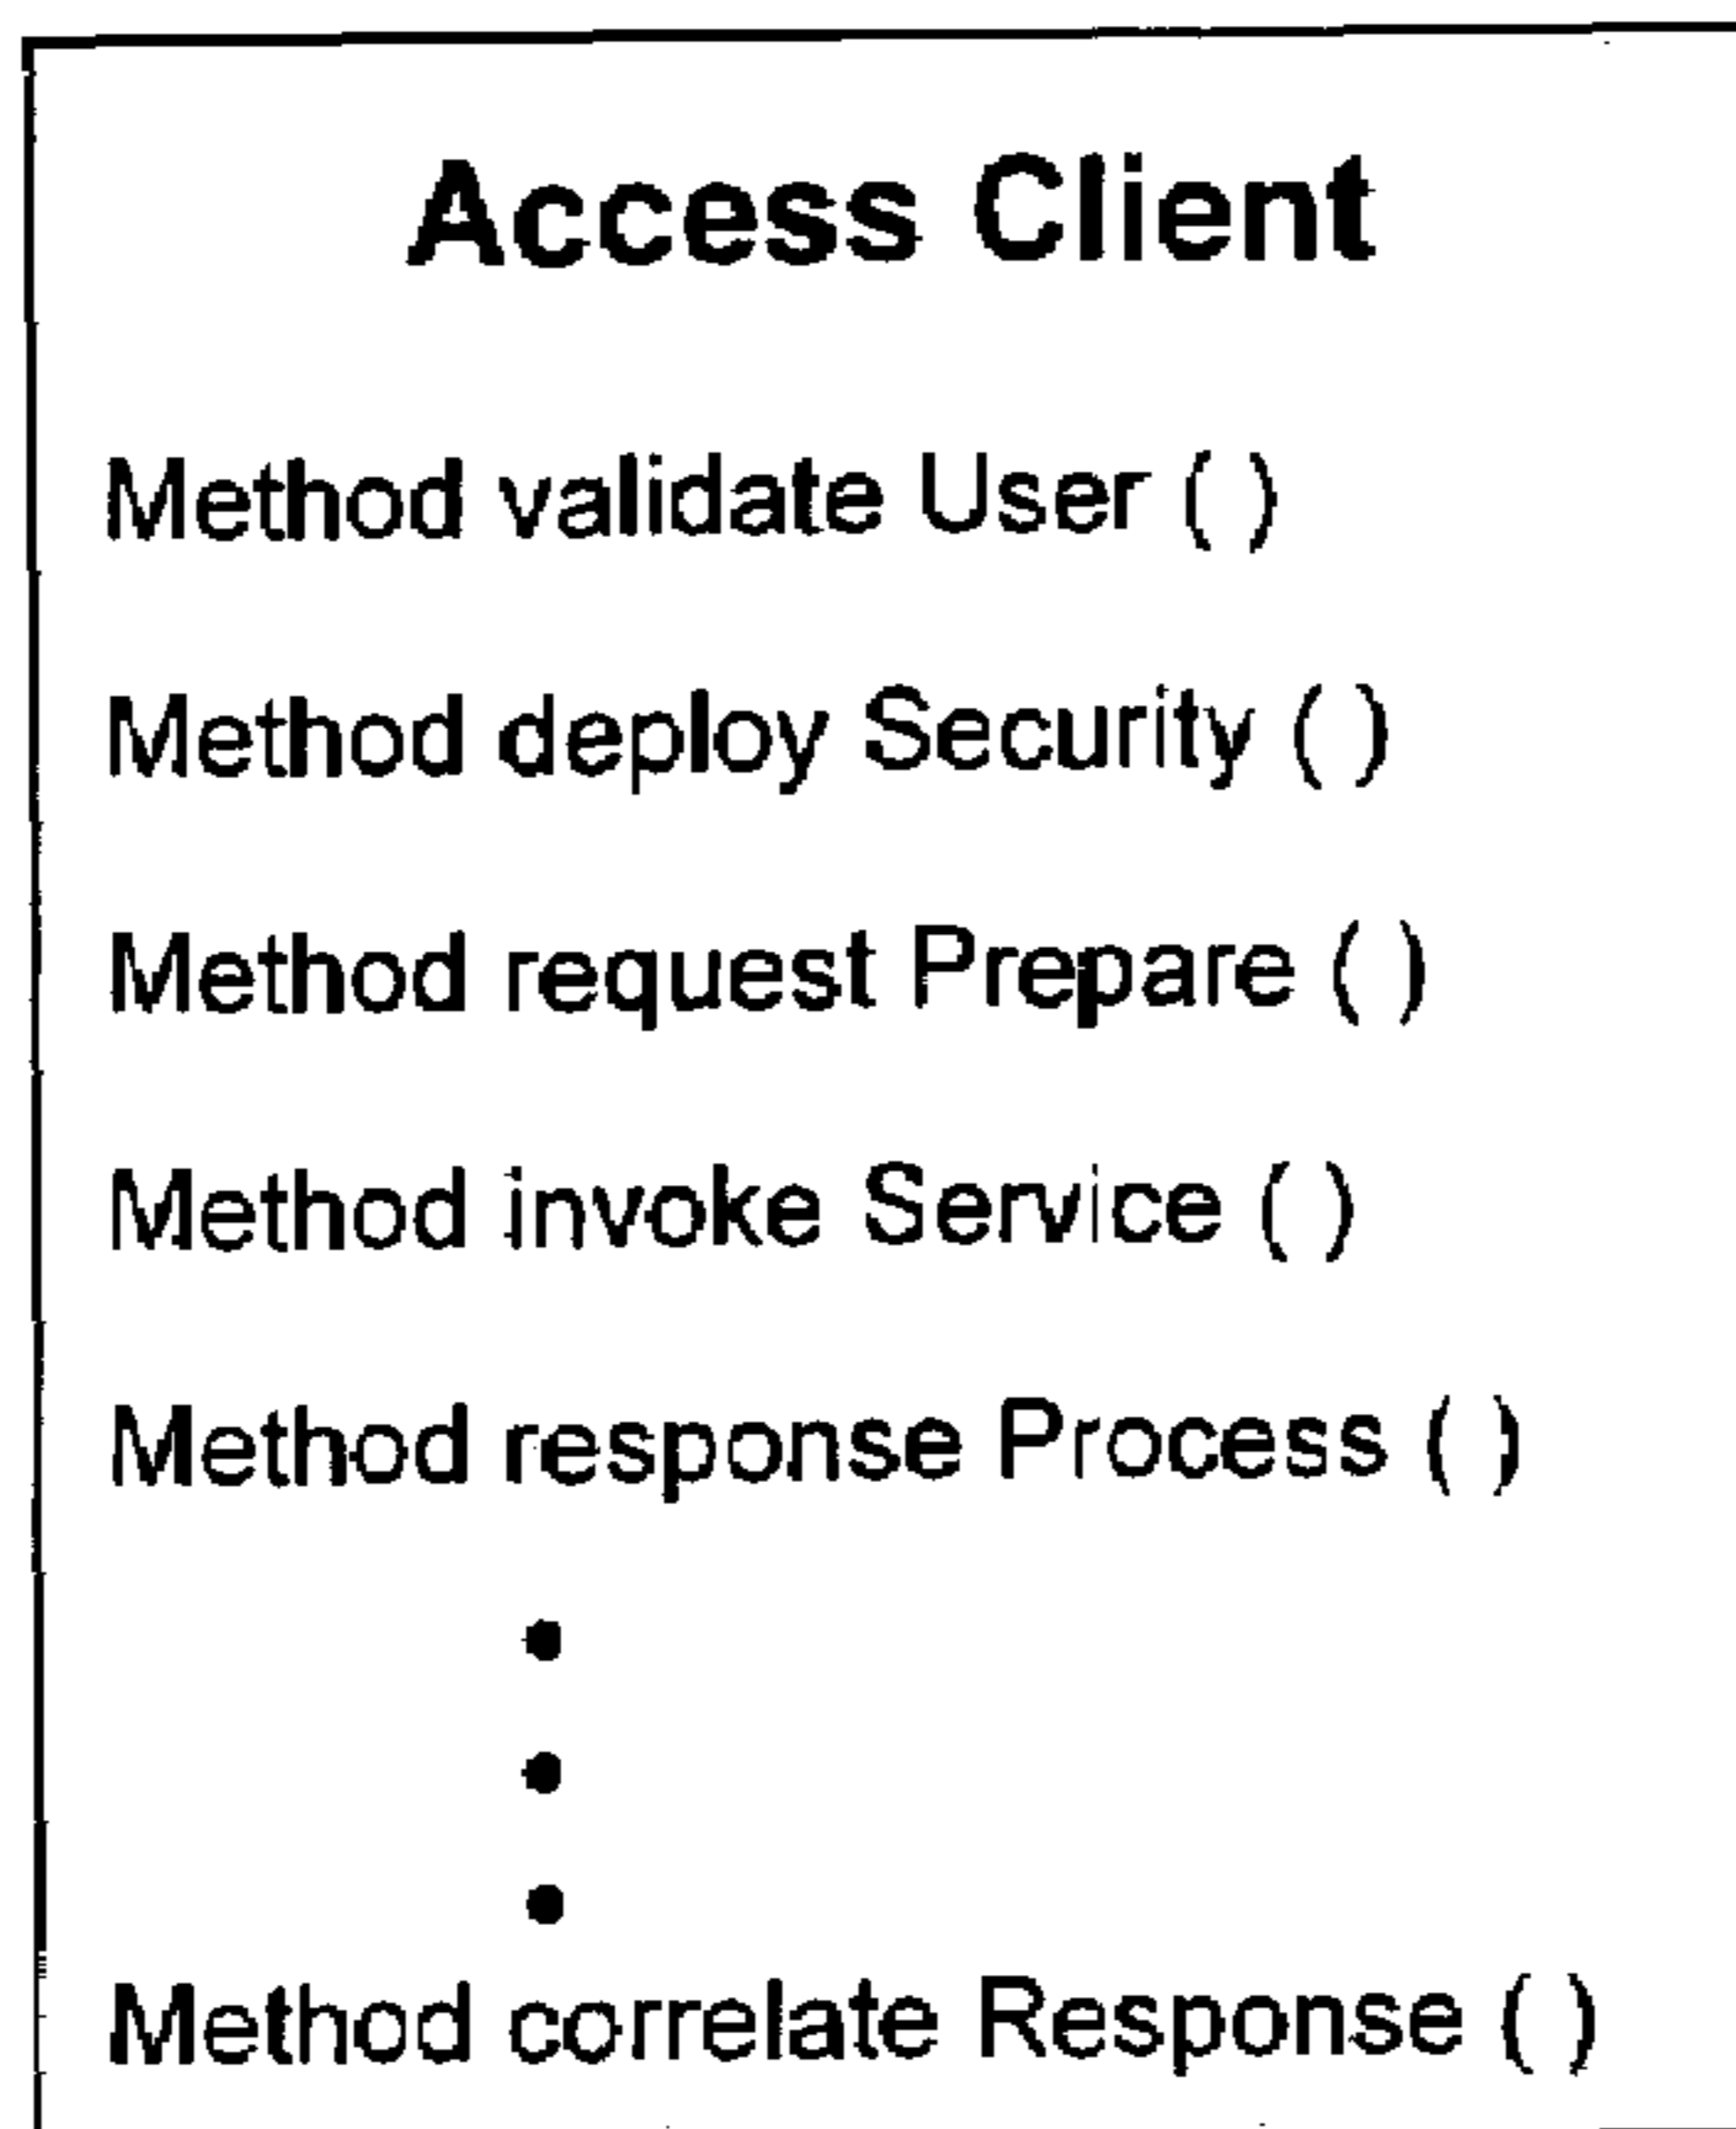 Access Client
Method validate User ( )
Method deploy Security ( )
Method request Prepare ( )
Method invoke Service ( )
Method response Process ( )
Method correlate Response ( )